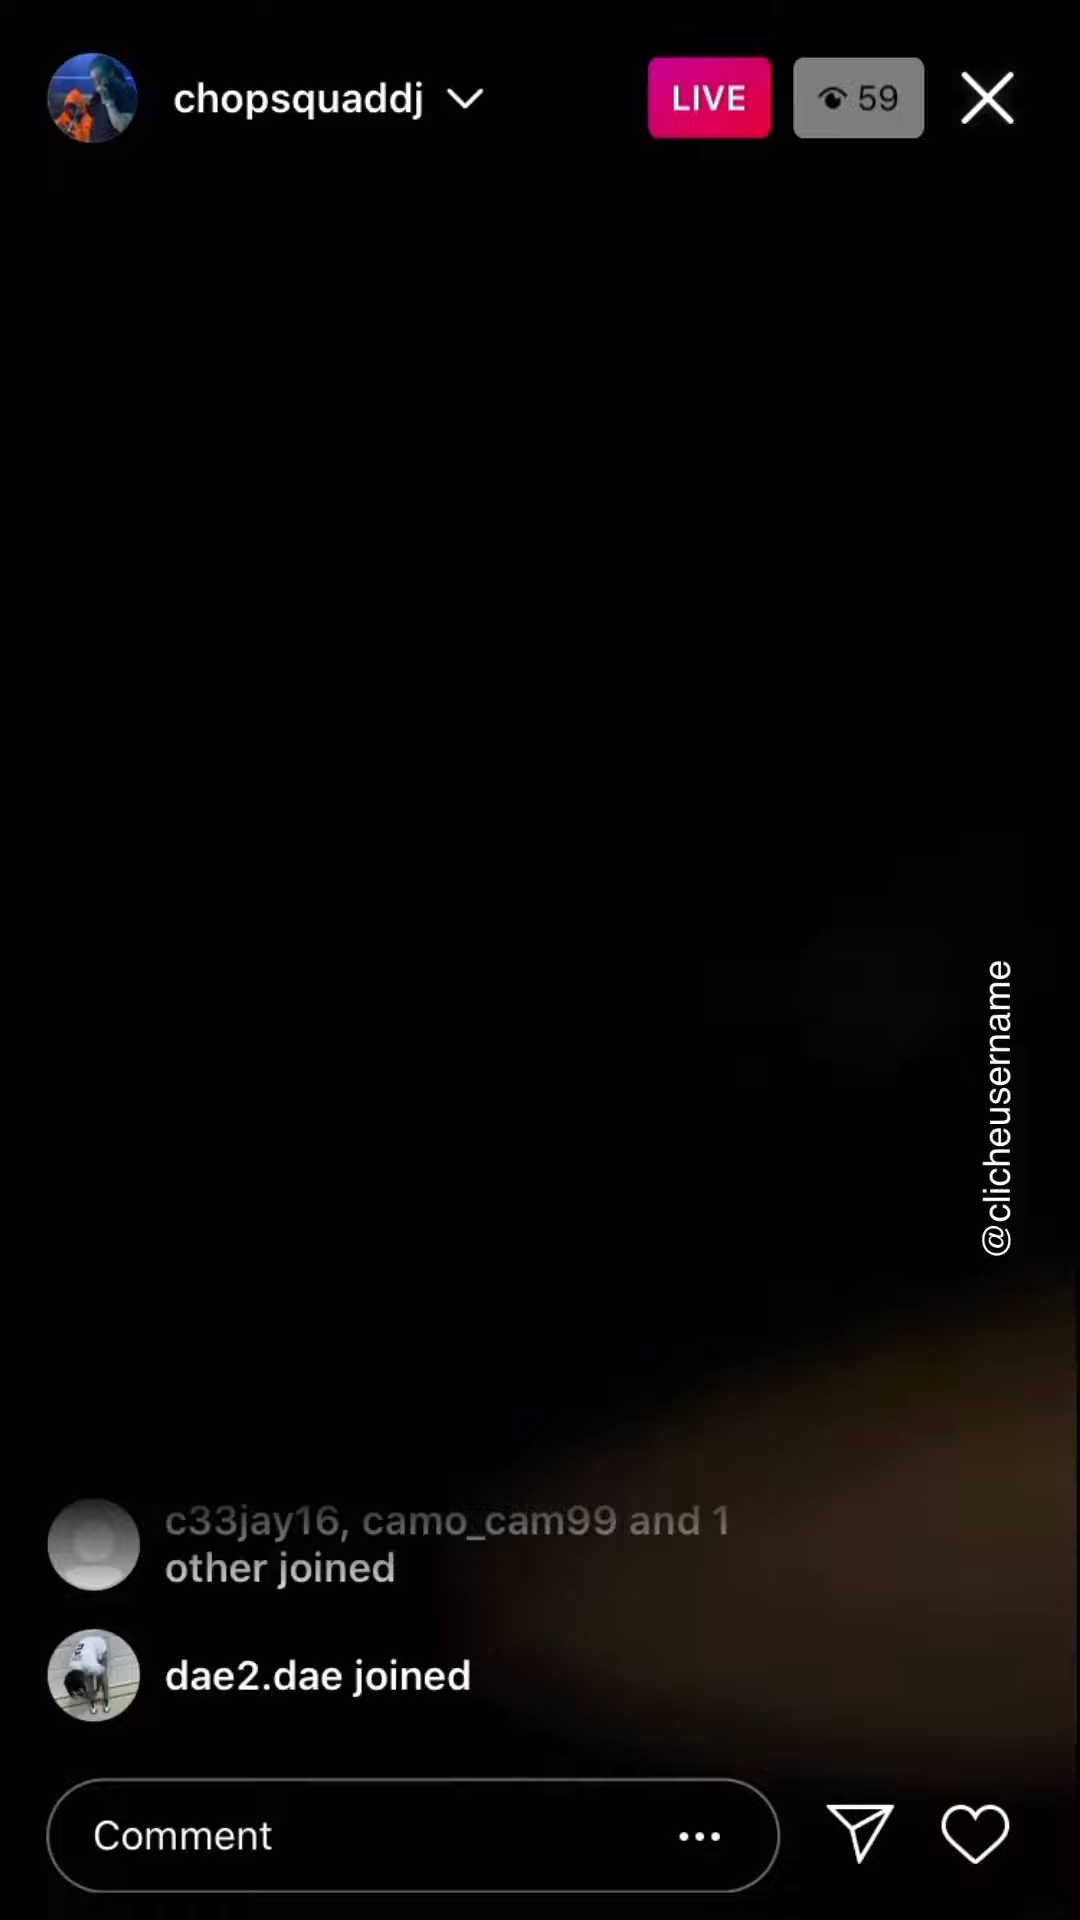 chopsquaddj
LIVE
59
@clicheusername
c33jay16, camo_cam99 and 1
other joined
dae2.dae joined
Comment